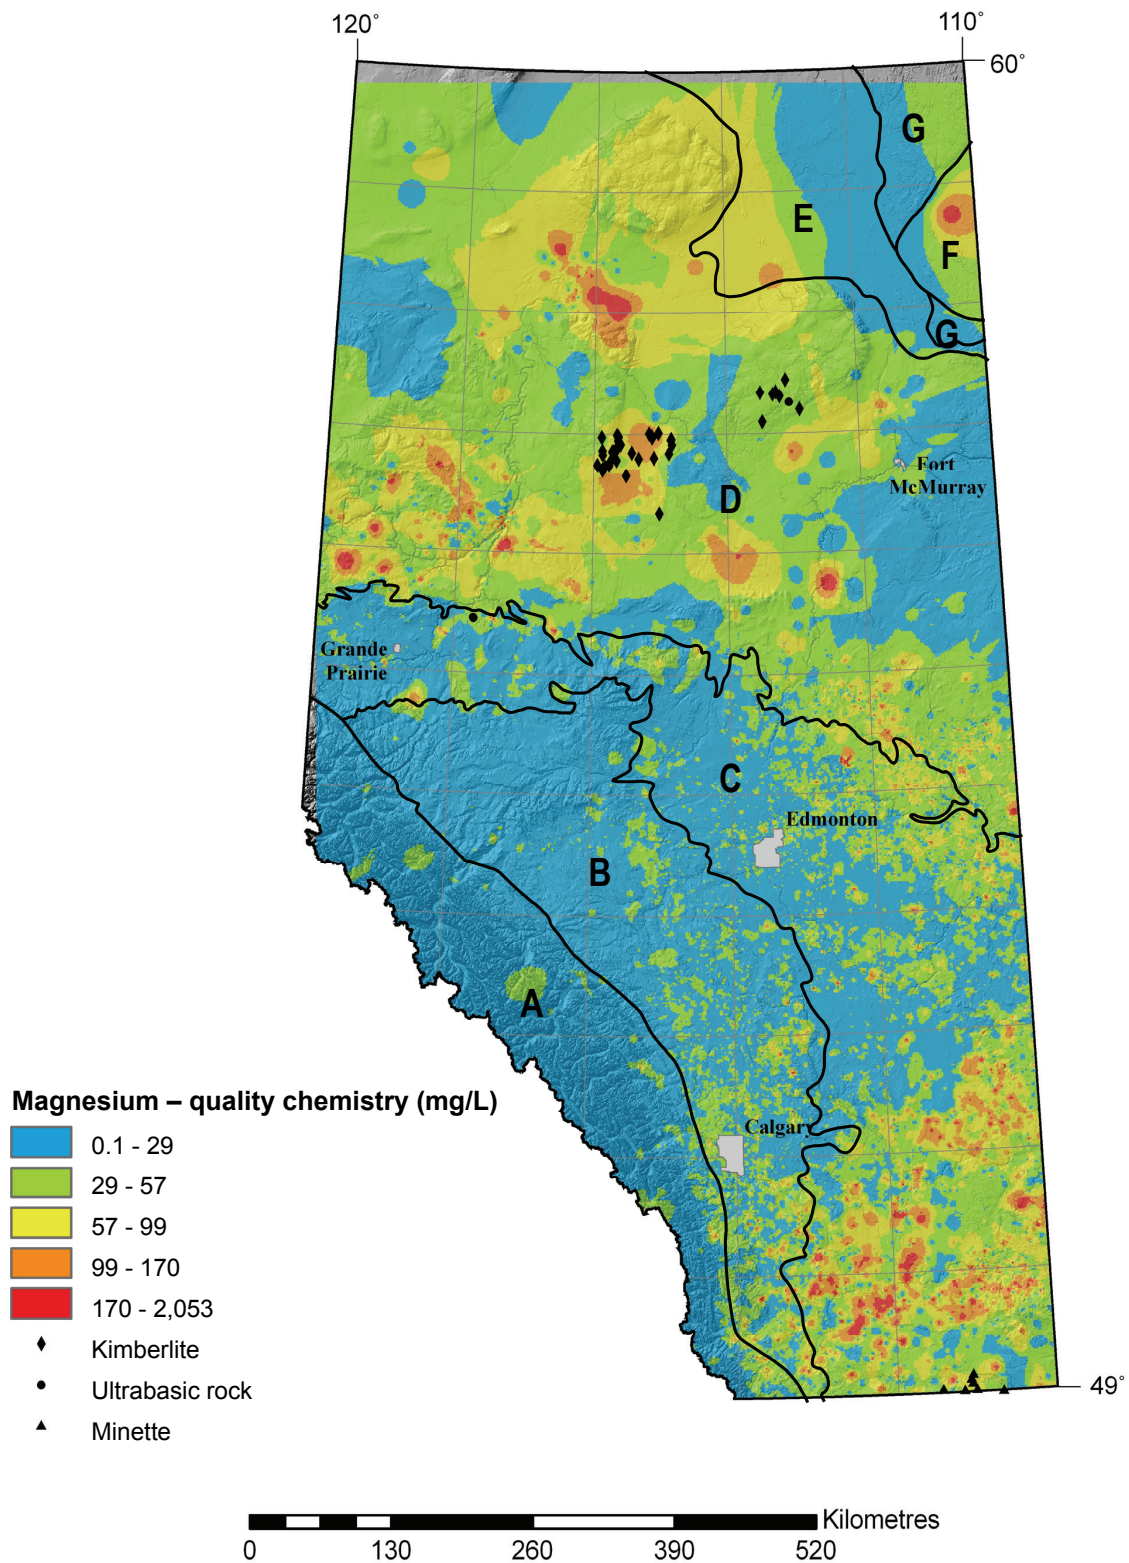 120˚
110˚
60˚
G
E
F
G
Fort
McMurray
D
Grande
Prairie
C
Edmonton
B
A
Magnesium – quality chemistry (mg/L)
0.1 - 29
Calgary
29 - 57
57 - 99
99 - 170
170 - 2,053
Kimberlite
49˚
Ultrabasic rock
Minette
Kilometres
0 130 260 390 520